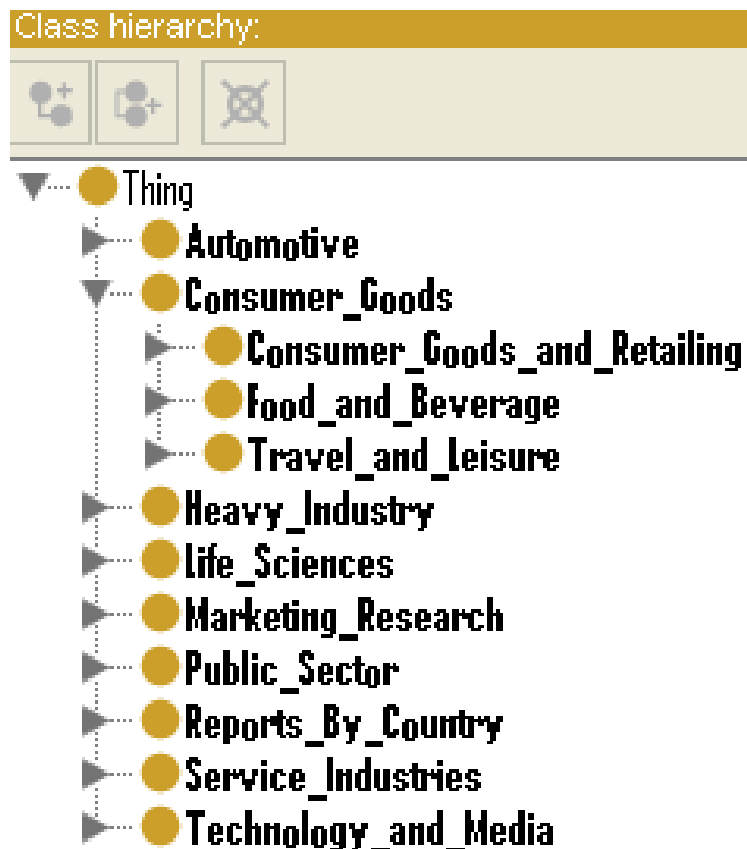 Class hierarchy:
Thing
Automotive
Consumer_Goods
Consumer_Goods_and_Retailing
Food_and_Beverage
Travel_and_Leisure
Heavy_Industry
Life_Sciences
Marketing_Research
Public_Sector
Reports_By_Country
Service_Industries
Technology_and_Media